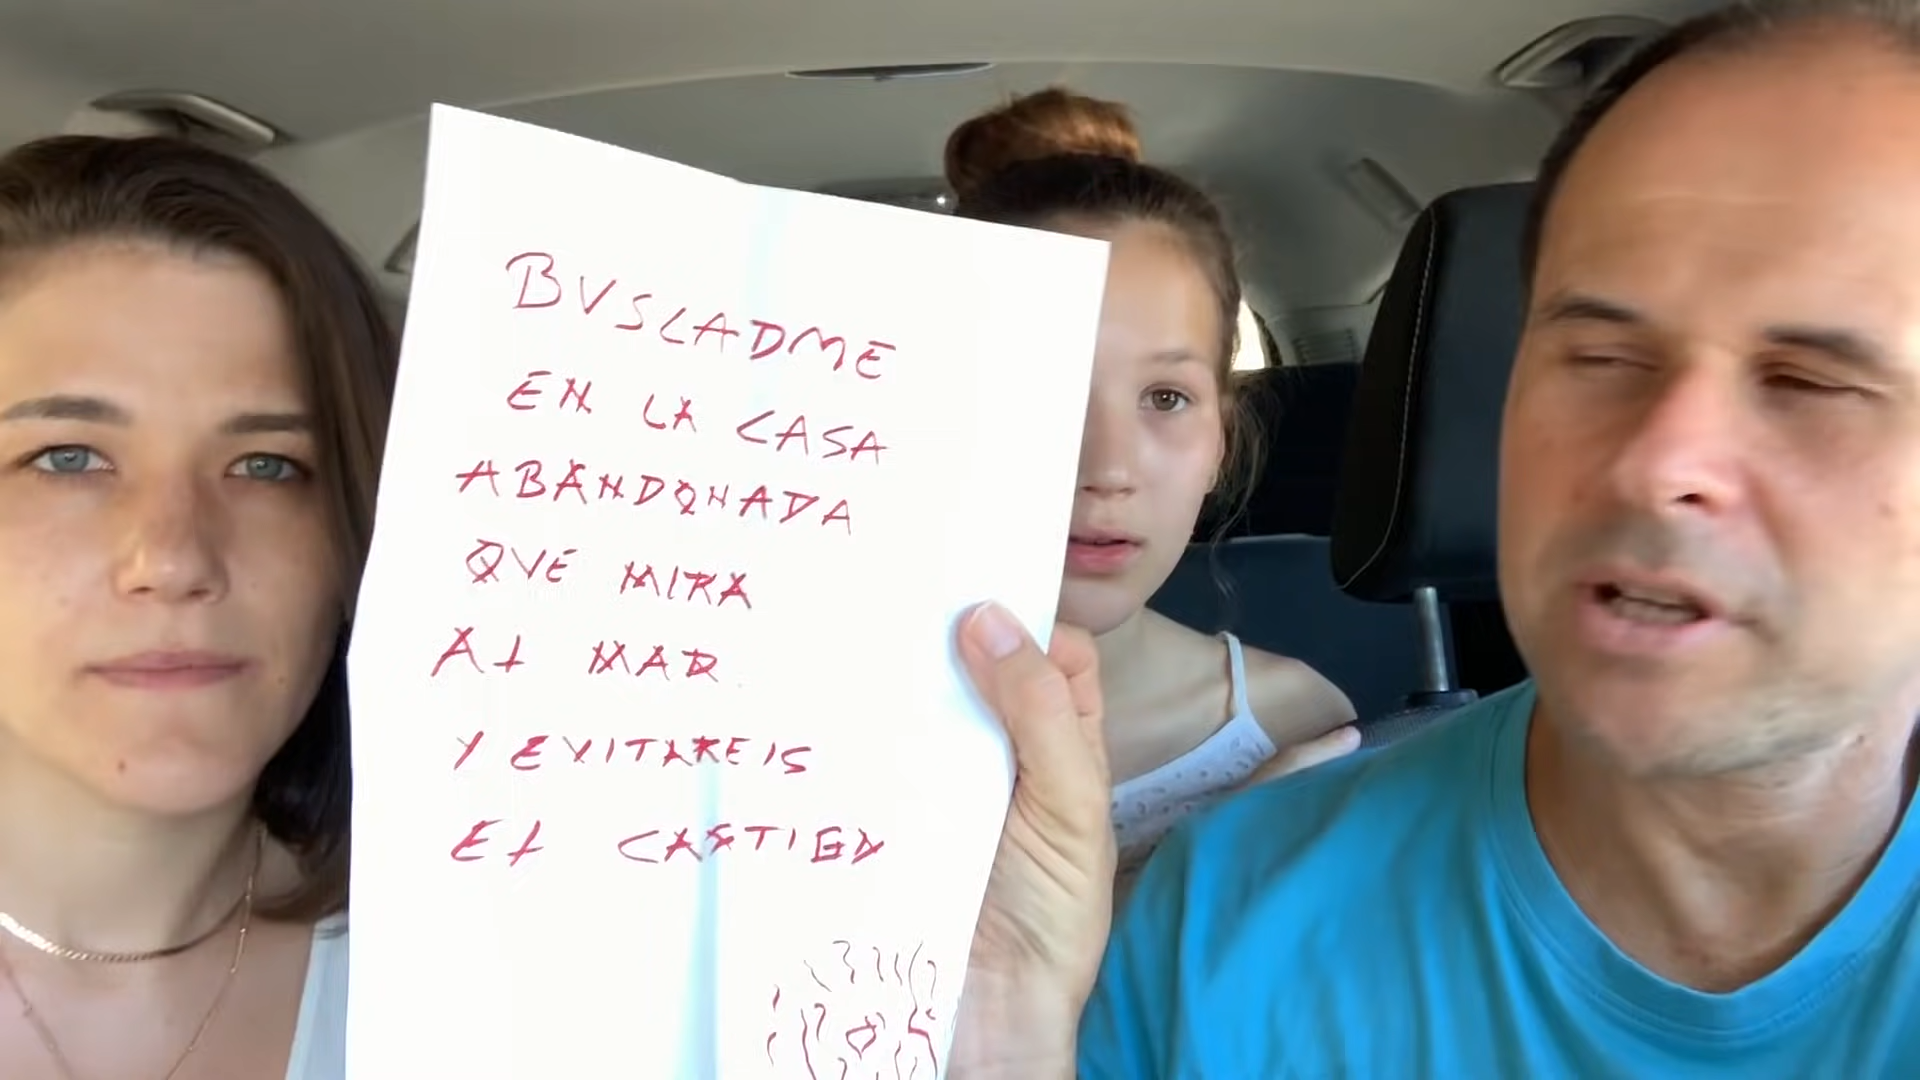 BUSCADME
EN LA CASA
ABANDONADA
QUE MIRA
AL MAR
Y EVITAREIS
EL CASTIGO